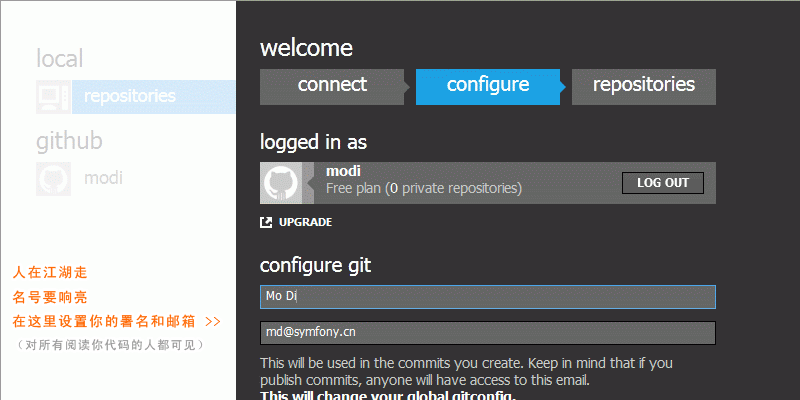 local
repositories
github
modi
人在江湖走
名号要响亮
在这里设置你的署名和邮箱 >>
（对所有阅读你代码的人都可见）
welcome
connect
configure
repositories
logged in as
modi
Free plan (0 private repositories)
LOG OUT
UPGRADE
configure git
Mo Di
md@symfony.cn
This will be used in the commits you create. Keep in mind that if you
publish commits, anyone will have access to this email.
This will change your global gitconfig.